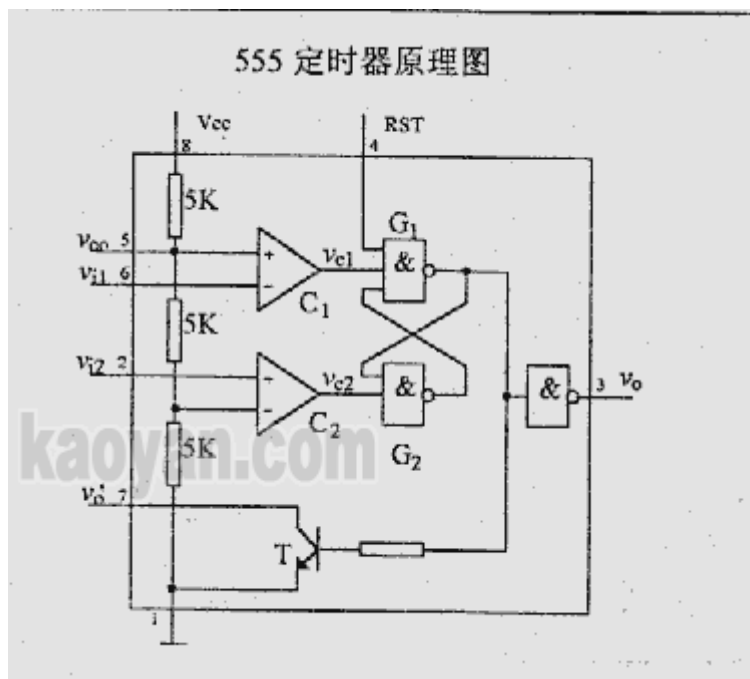 555 定时器原理图
Vcc
RST
8
4
5K
G₁
vco 5
vi1 6
+
−
vc1
&
C₁
5K
vi2 2
+
−
vc2
&
&
3 vo
C₂
G₂
kaoyan.com
5K
vo' 7
T
1